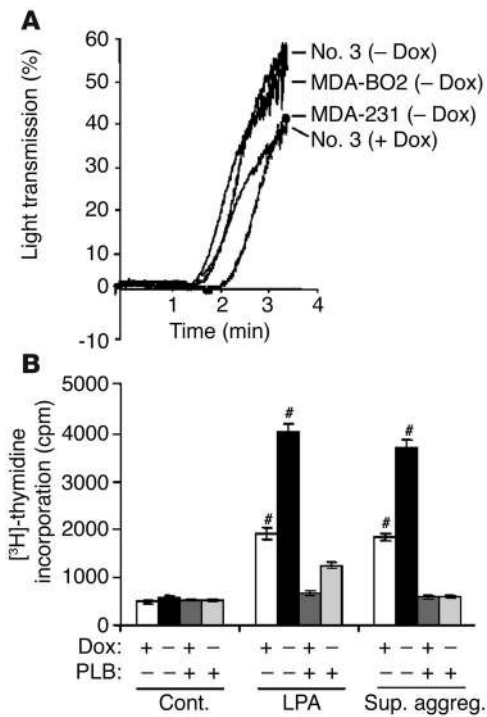 A
Light transmission (%)
60
50
40
30
20
10
0
-10
1 2 3 4
Time (min)
No. 3 (– Dox)
MDA-BO2 (– Dox)
MDA-231 (– Dox)
No. 3 (+ Dox)
B
[³H]-thymidine
incorporation (cpm)
5000
4000
3000
2000
1000
0
# # # #
Dox: + – + – + – + – + – + –
PLB: – – + + – – + + – – + +
Cont. LPA Sup. aggreg.